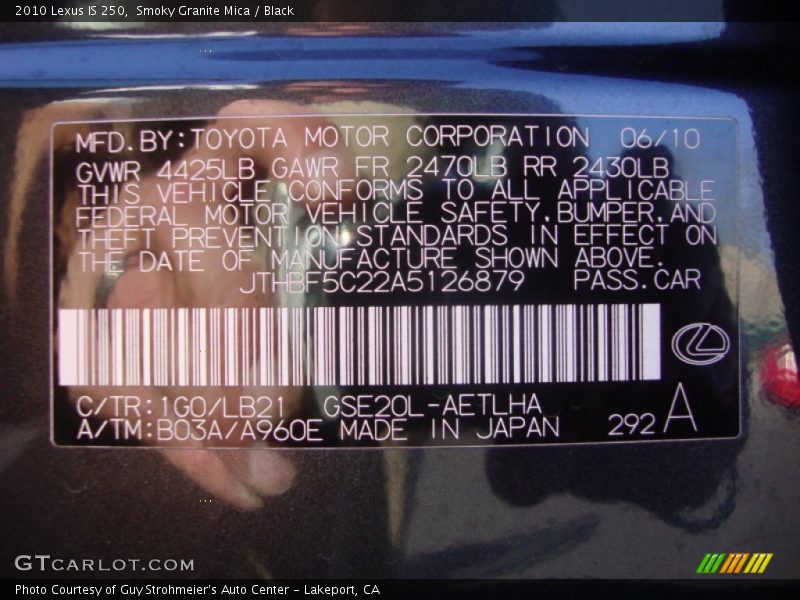 2010 Lexus IS 250, Smoky Granite Mica / Black
MFD.BY:TOYOTA MOTOR CORPORATION 06/10
GVWR 4425LB GAWR FR 2470LB RR 2430LB
THIS VEHICLE CONFORMS TO ALL APPLICABLE
FEDERAL MOTOR VEHICLE SAFETY,BUMPER,AND
THEFT PREVENTION STANDARDS IN EFFECT ON
THE DATE OF MANUFACTURE SHOWN ABOVE.
JTHBF5C22A5126879 PASS.CAR
C/TR:1G0/LB21 GSE20L-AETLHA
A/TM:B03A/A960E MADE IN JAPAN 292 A
GTCARLOT.COM
Photo Courtesy of Guy Strohmeier's Auto Center - Lakeport, CA